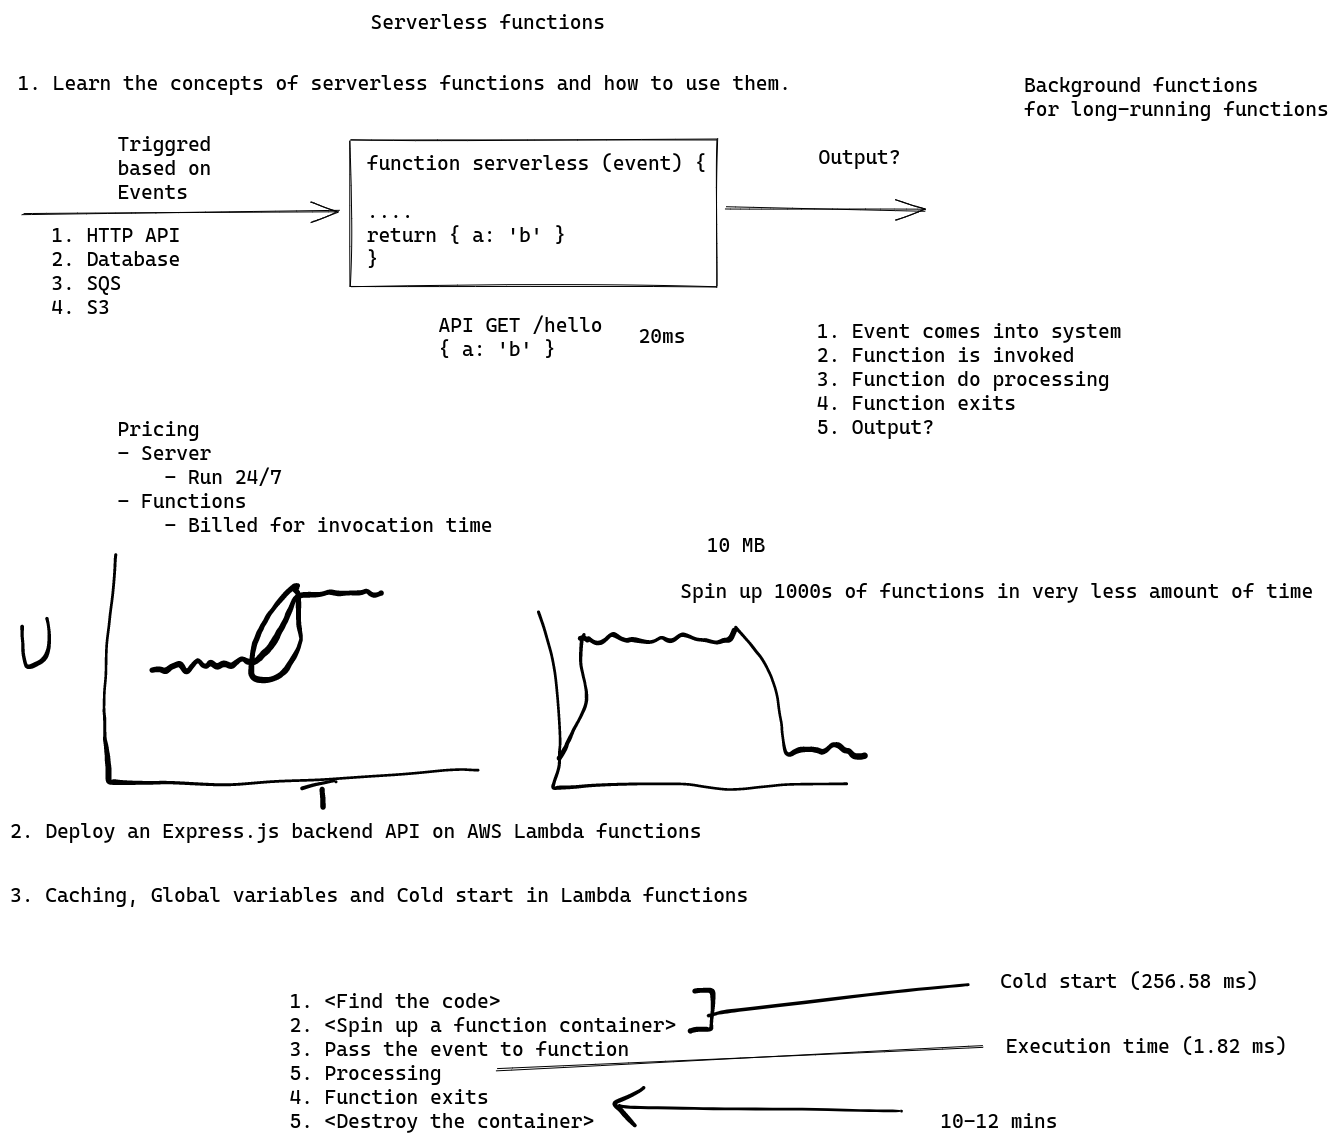 Serverless functions
1. Learn the concepts of serverless functions and how to use them.
Background functions
for long-running functions
Triggred
based on
Events
1. HTTP API
2. Database
3. SQS
4. S3
function serverless (event) {
....
return { a: 'b' }
}
Output?
API GET /hello
{ a: 'b' }
20ms
1. Event comes into system
2. Function is invoked
3. Function do processing
4. Function exits
5. Output?
Pricing
- Server
- Run 24/7
- Functions
- Billed for invocation time
10 MB
Spin up 1000s of functions in very less amount of time
U
T
2. Deploy an Express.js backend API on AWS Lambda functions
3. Caching, Global variables and Cold start in Lambda functions
1. <Find the code>
2. <Spin up a function container>
3. Pass the event to function
5. Processing
4. Function exits
5. <Destroy the container>
Cold start (256.58 ms)
Execution time (1.82 ms)
10-12 mins